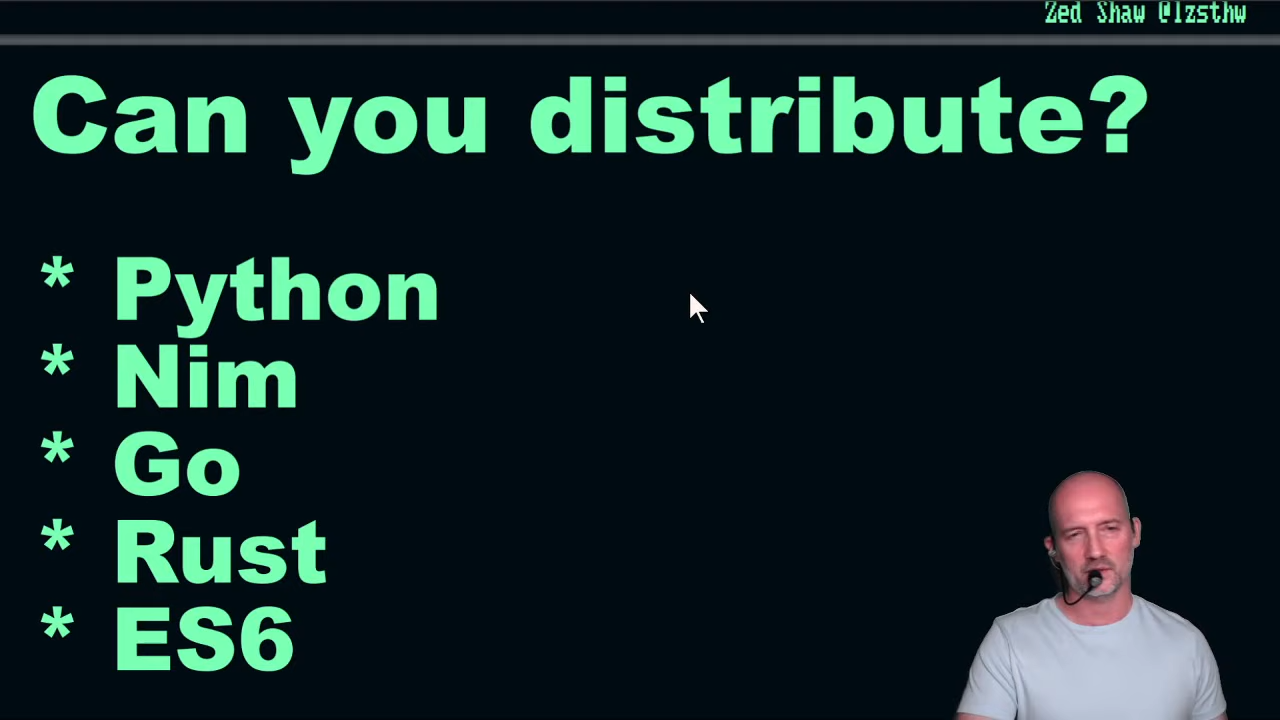 Zed Shaw @lzsthw
Can you distribute?
* Python
* Nim
* Go
* Rust
* ES6